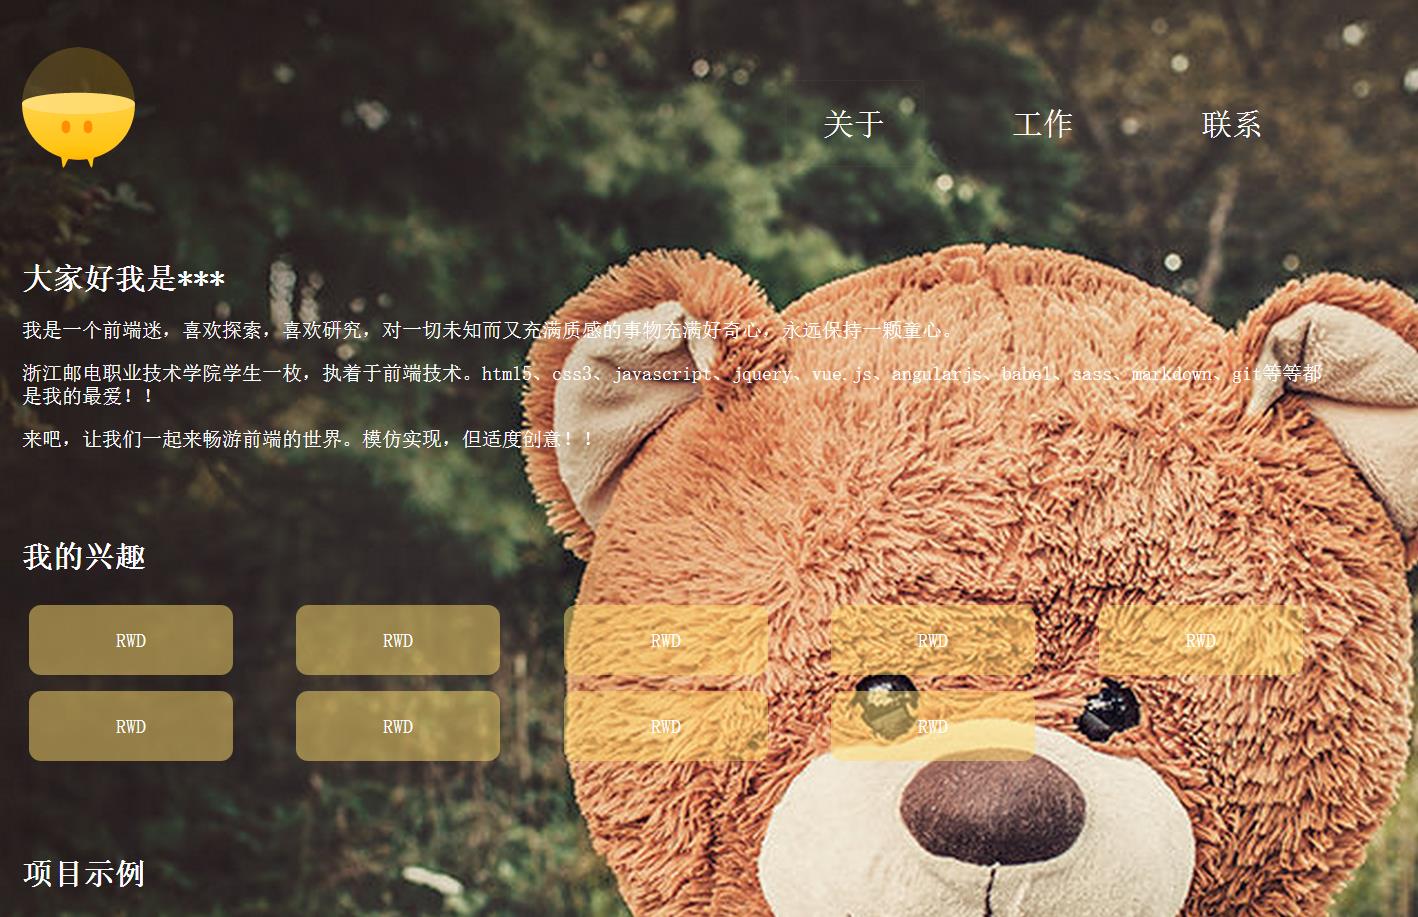 关于 工作 联系
大家好我是***
我是一个前端迷，喜欢探索，喜欢研究，对一切未知而又充满质感的事物充满好奇心，永远保持一颗童心。
浙江邮电职业技术学院学生一枚，执着于前端技术。html5、css3、javascript、jquery、vue.js、angularjs、babel、sass、markdown、git等等都
是我的最爱！！
来吧，让我们一起来畅游前端的世界。模仿实现，但适度创意！！
我的兴趣
RWD RWD RWD RWD RWD
RWD RWD RWD RWD
项目示例